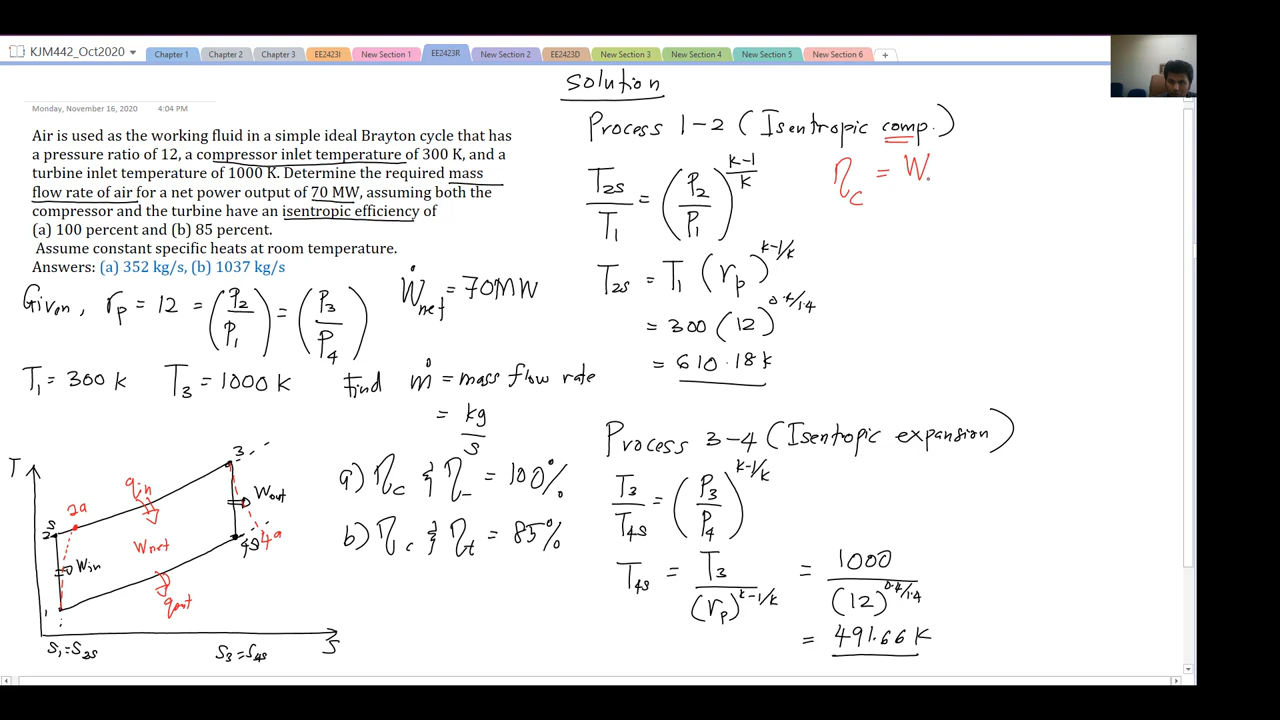 KJM442_Oct2020
Chapter 1 Chapter 2 Chapter 3 EE2423I New Section 1 EE2423R New Section 2 EE2423D New Section 3 New Section 4 New Section 5 New Section 6 +
Monday, November 16, 2020 4:04 PM
Air is used as the working fluid in a simple ideal Brayton cycle that has
a pressure ratio of 12, a compressor inlet temperature of 300 K, and a
turbine inlet temperature of 1000 K. Determine the required mass
flow rate of air for a net power output of 70 MW, assuming both the
compressor and the turbine have an isentropic efficiency of
(a) 100 percent and (b) 85 percent.
Assume constant specific heats at room temperature.
Answers: (a) 352 kg/s, (b) 1037 kg/s
Given, rp = 12 = (P2/P1) = (P3/P4)
Ẇnet = 70MW
T1 = 300 K T3 = 1000 K Find ṁ = mass flow rate
= kg/s
a) ηc & η– = 100%
b) ηc & ηt = 85%
T
3
qin
2a
Wout
2s
Wnet
4s 4a
Win
qout
1
S1=S2s S3=S4s S
Solution
Process 1-2 (Isentropic comp.)
T2s/T1 = (P2/P1)^k-1/k
ηc = W
T2s = T1 (rp)^k-1/k
= 300 (12)^0.4/1.4
= 610.18 K
Process 3-4 (Isentopic expansion)
T3/T4s = (P3/P4)^k-1/k
T4s = T3/(rp)^k-1/k = 1000/(12)^0.4/1.4
= 491.66 K